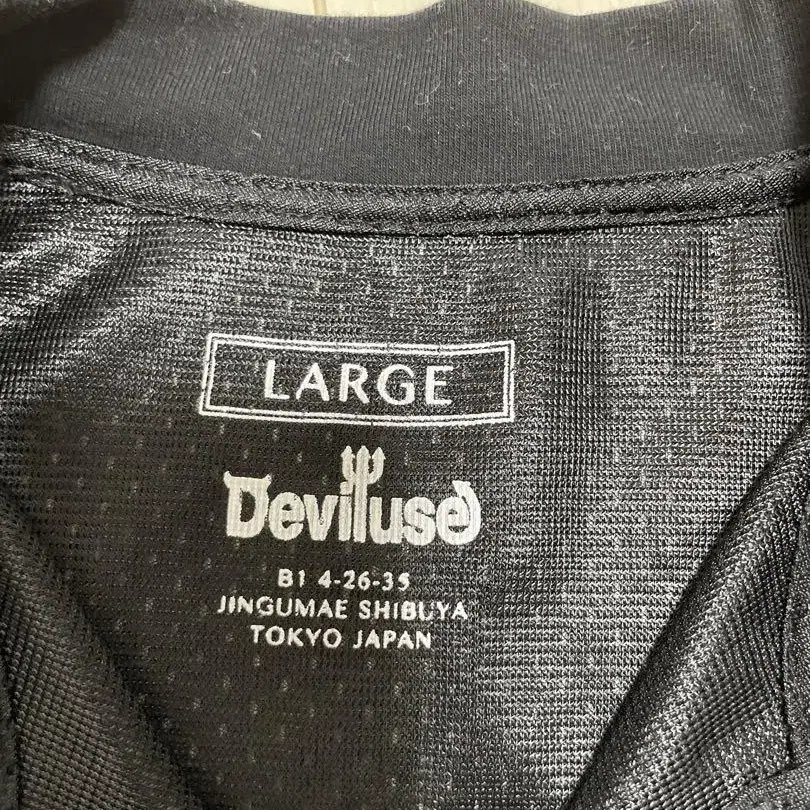 LARGE
Deviluse
B1 4-26-35
JINGUMAE SHIBUYA
TOKYO JAPAN